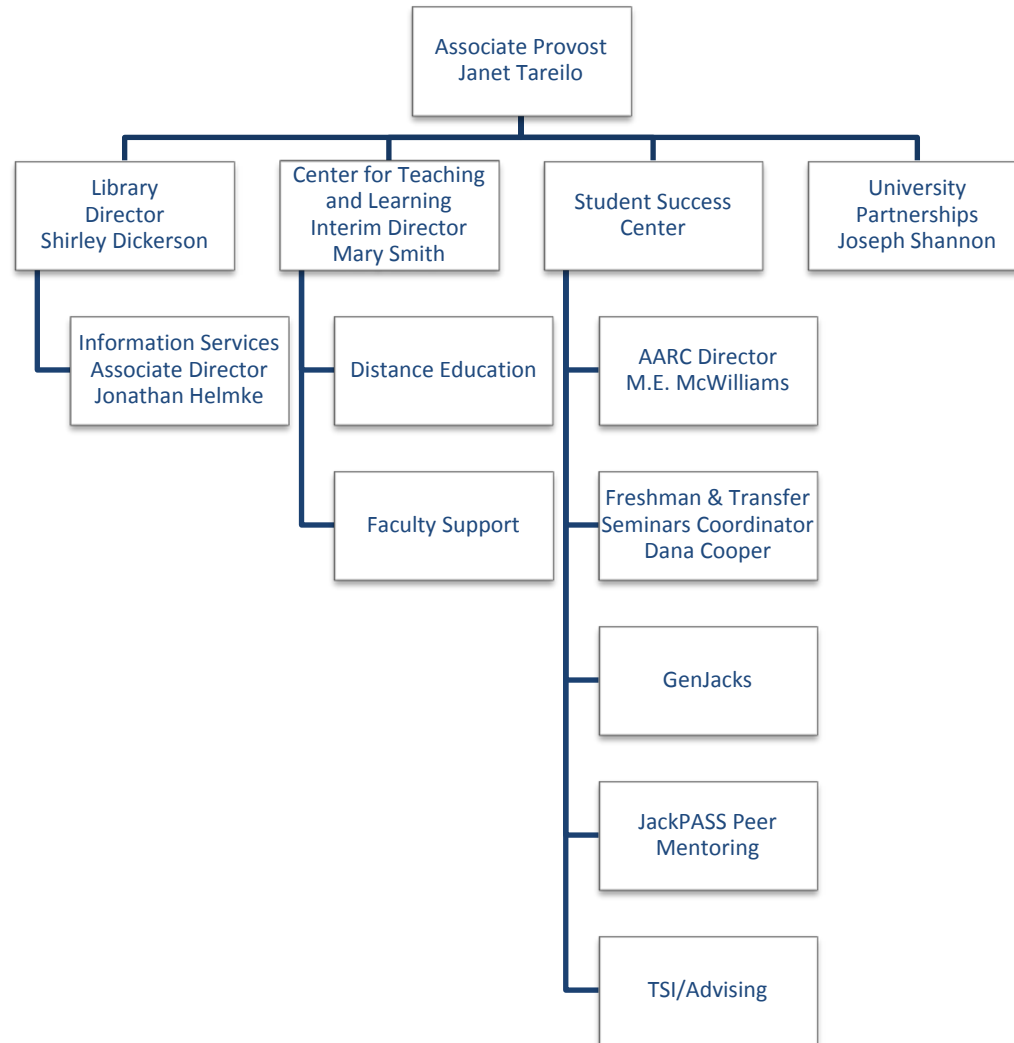 Associate Provost
Janet Tareilo
Library
Director
Shirley Dickerson
Center for Teaching
and Learning
Interim Director
Mary Smith
Student Success
Center
University
Partnerships
Joseph Shannon
Information Services
Associate Director
Jonathan Helmke
Distance Education
AARC Director
M.E. McWilliams
Faculty Support
Freshman & Transfer
Seminars Coordinator
Dana Cooper
GenJacks
JackPASS Peer
Mentoring
TSI/Advising